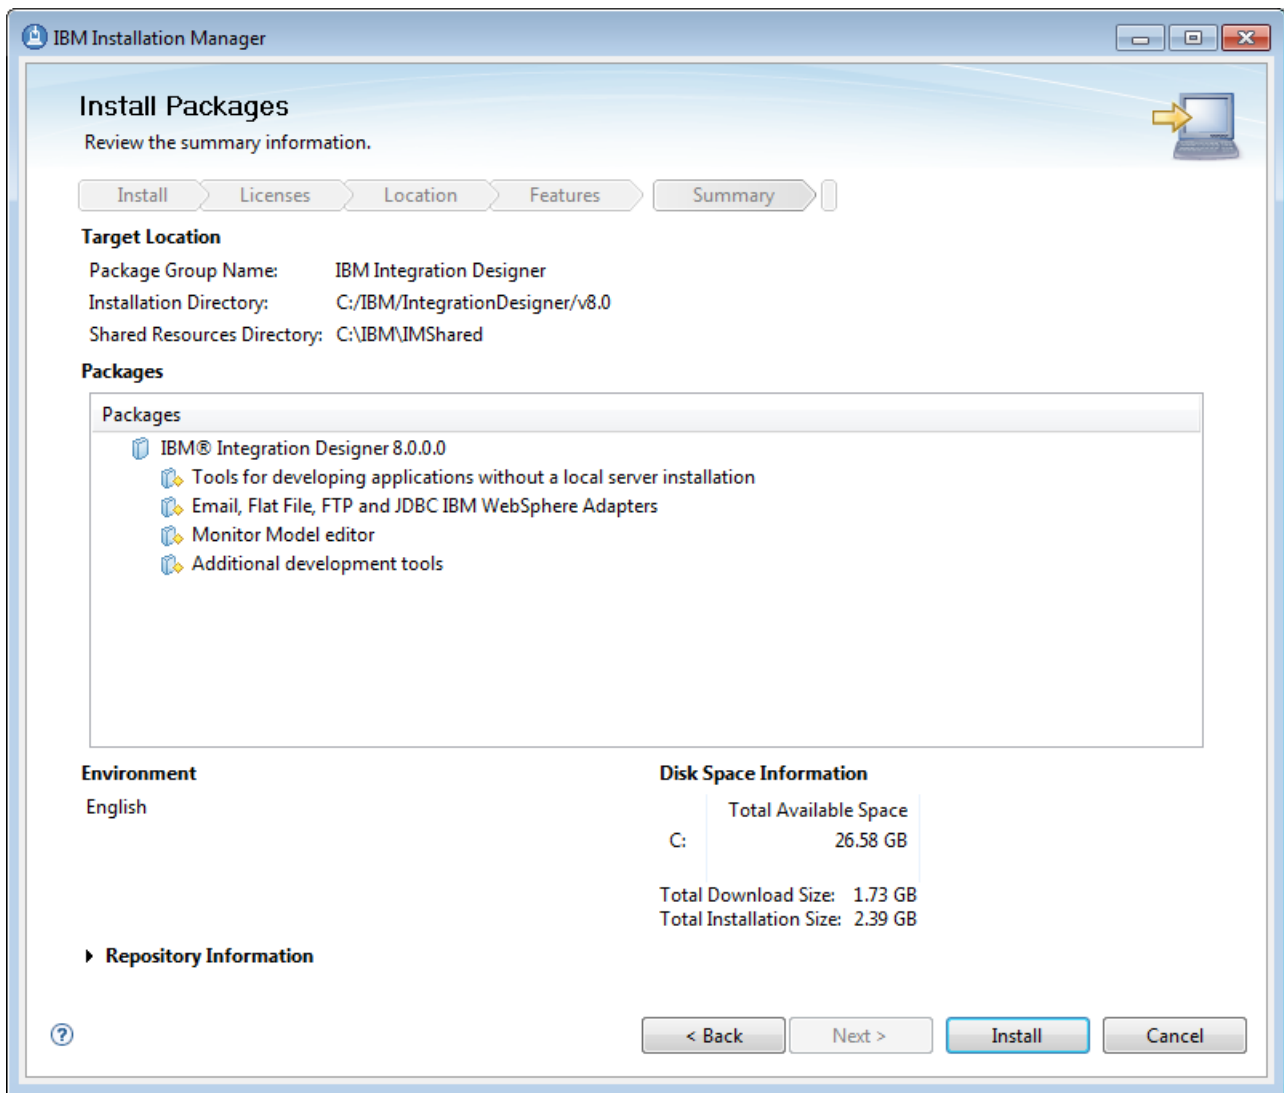 IBM Installation Manager
Install Packages
Review the summary information.
Install Licenses Location Features Summary
Target Location
Package Group Name: IBM Integration Designer
Installation Directory: C:/IBM/IntegrationDesigner/v8.0
Shared Resources Directory: C:\IBM\IMShared
Packages
Packages
IBM® Integration Designer 8.0.0.0
Tools for developing applications without a local server installation
Email, Flat File, FTP and JDBC IBM WebSphere Adapters
Monitor Model editor
Additional development tools
Environment
English
Disk Space Information
Total Available Space
C: 26.58 GB
Total Download Size: 1.73 GB
Total Installation Size: 2.39 GB
Repository Information
? < Back Next > Install Cancel